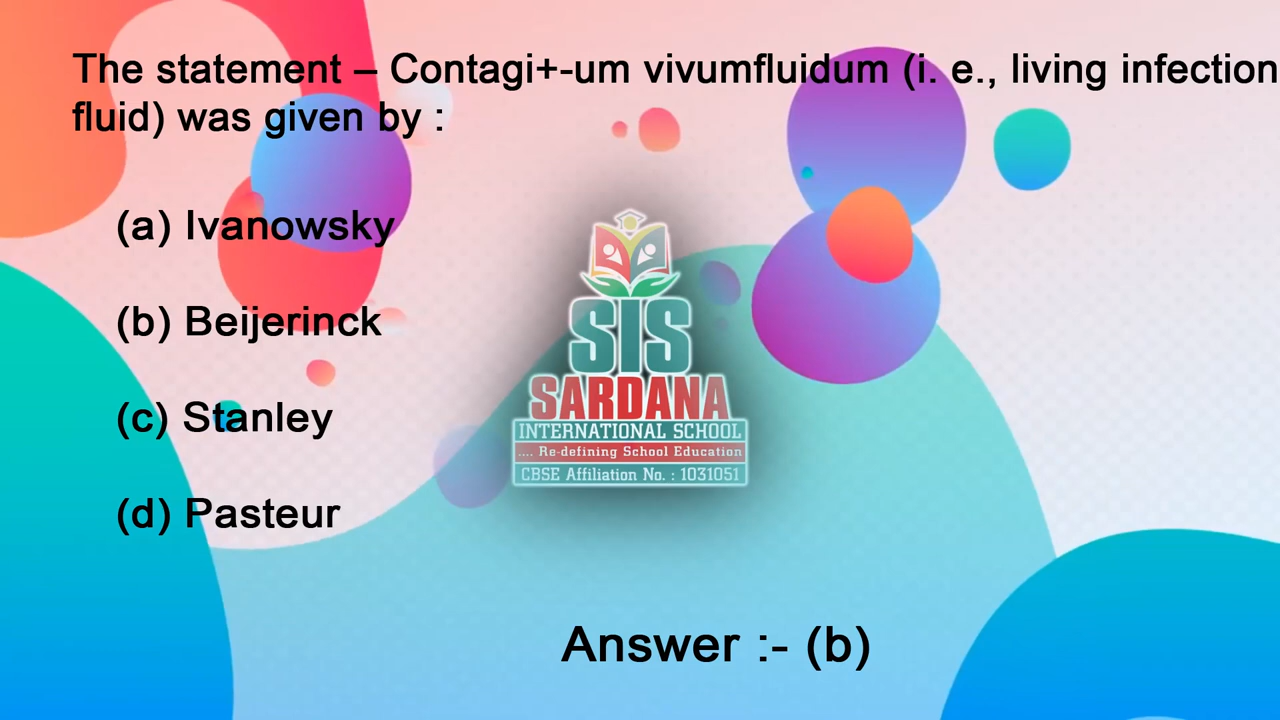 The statement – Contagi+-um vivumfluidum (i. e., living infection
fluid) was given by :
(a) Ivanowsky
(b) Beijerinck
(c) Stanley
(d) Pasteur
SIS
SARDANA
INTERNATIONAL SCHOOL
.... Re-defining School Education
CBSE Affiliation No. : 1031051
Answer :- (b)